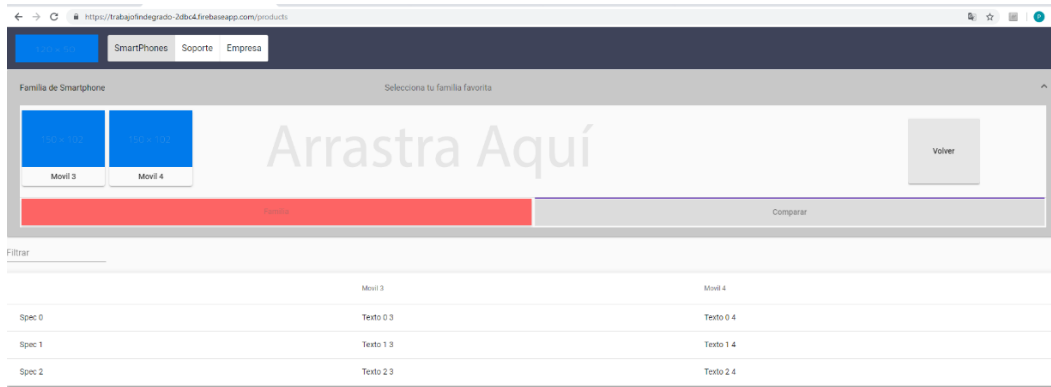 https://trabajofindegrado-2dbc4.firebaseapp.com/products
120 × 50
SmartPhones Soporte Empresa
Familia de Smartphone Selecciona tu familia favorita
150 × 102 150 × 102 Arrastra Aquí Volver
Movil 3 Movil 4
Familia Comparar
Filtrar
Movil 3 Movil 4
Spec 0 Texto 0 3 Texto 0 4
Spec 1 Texto 1 3 Texto 1 4
Spec 2 Texto 2 3 Texto 2 4